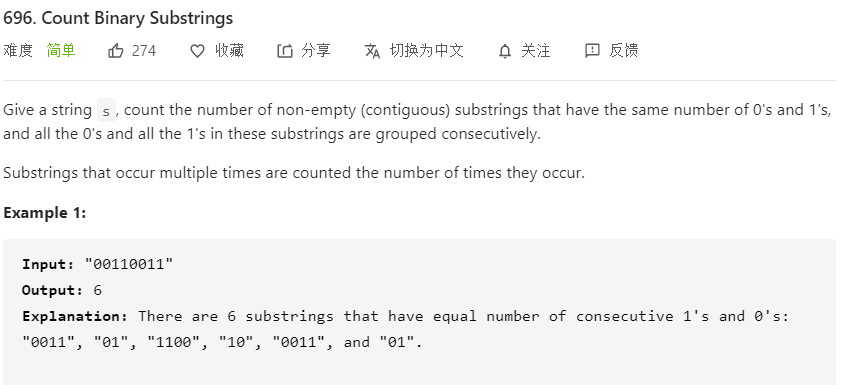 696. Count Binary Substrings
难度 简单 274 收藏 分享 切换为中文 关注 反馈
Give a string s, count the number of non-empty (contiguous) substrings that have the same number of 0's and 1's,
and all the 0's and all the 1's in these substrings are grouped consecutively.
Substrings that occur multiple times are counted the number of times they occur.
Example 1:
Input: "00110011"
Output: 6
Explanation: There are 6 substrings that have equal number of consecutive 1's and 0's:
"0011", "01", "1100", "10", "0011", and "01".